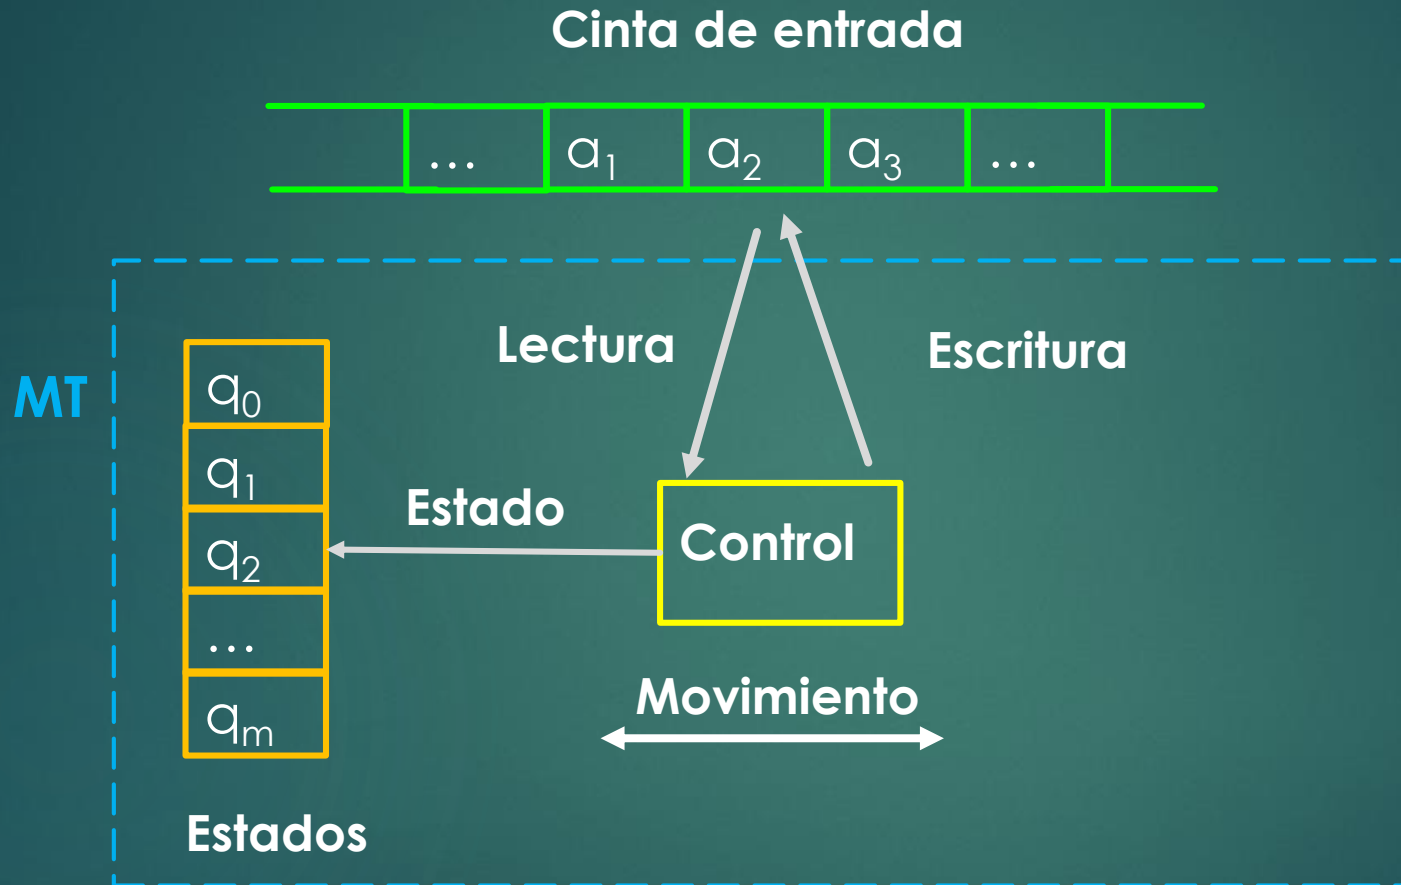 Cinta de entrada
... a₁ a₂ a₃ ...
Lectura
Escritura
MT
q₀
q₁
Estado
q₂
Control
...
Movimiento
qₘ
Estados